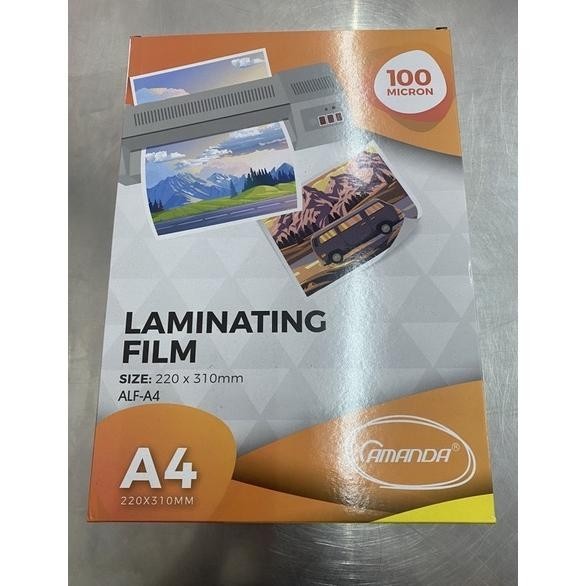 100
MICRON
LAMINATING
FILM
SIZE: 220 x 310mm
ALF-A4
A4
220X310MM
AMANDA®